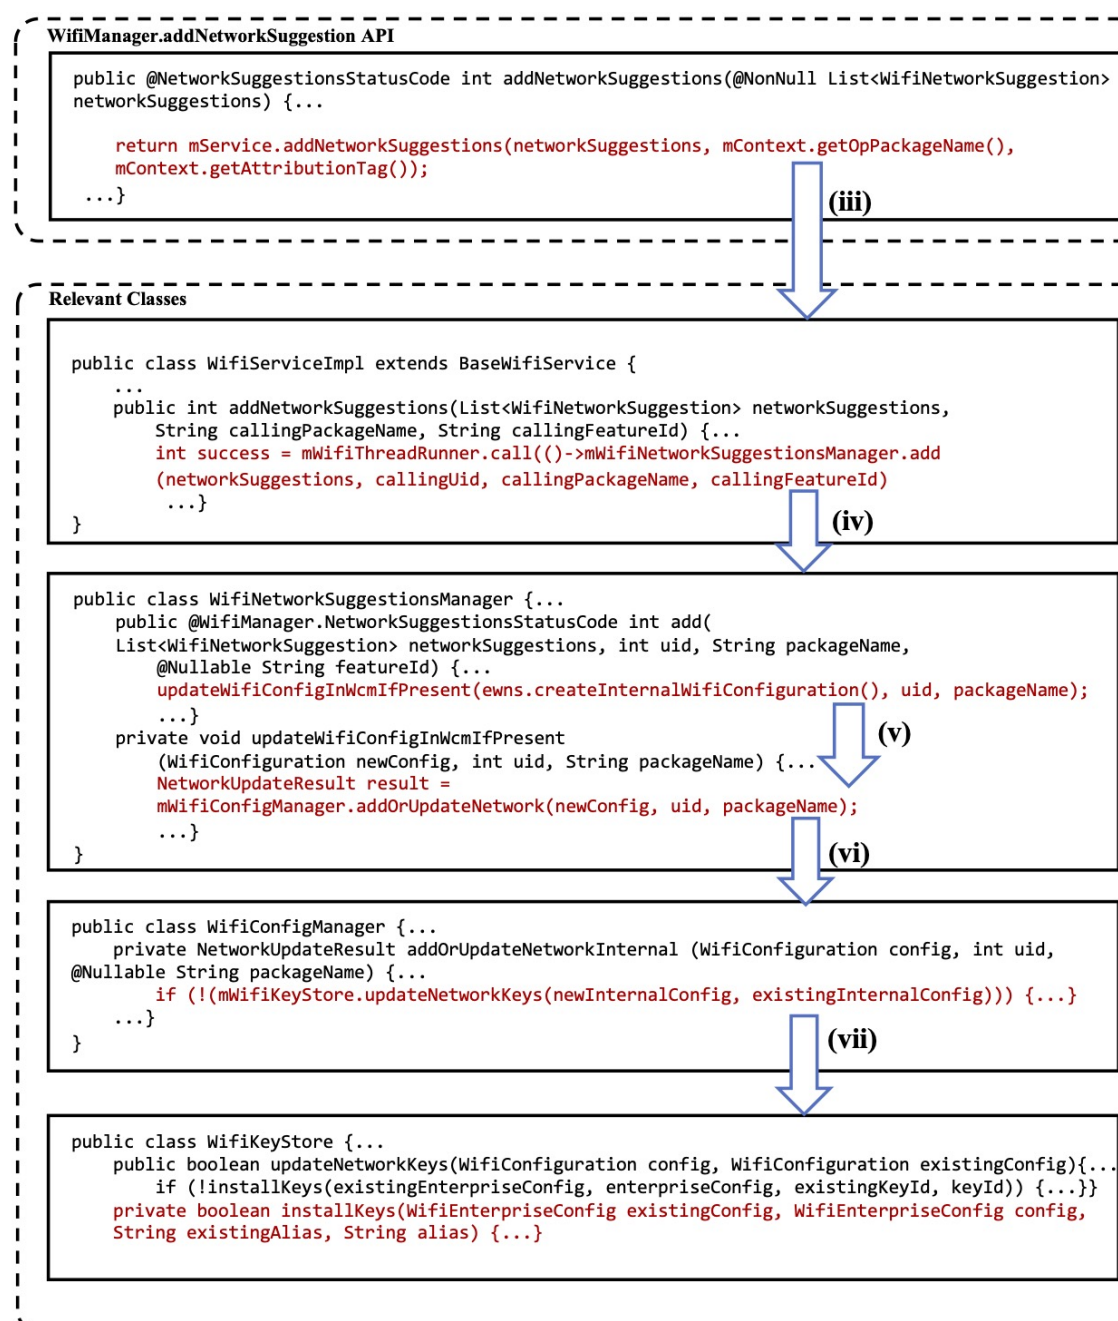 WifiManager.addNetworkSuggestion API
public @NetworkSuggestionsStatusCode int addNetworkSuggestions(@NonNull List<WifiNetworkSuggestion>
networkSuggestions) {...
return mService.addNetworkSuggestions(networkSuggestions, mContext.getOpPackageName(),
mContext.getAttributionTag());
...}
(iii)
Relevant Classes
public class WifiServiceImpl extends BaseWifiService {
...
public int addNetworkSuggestions(List<WifiNetworkSuggestion> networkSuggestions,
String callingPackageName, String callingFeatureId) {...
int success = mWifiThreadRunner.call(()->mWifiNetworkSuggestionsManager.add
(networkSuggestions, callingUid, callingPackageName, callingFeatureId)
...}
}
(iv)
public class WifiNetworkSuggestionsManager {...
public @WifiManager.NetworkSuggestionsStatusCode int add(
List<WifiNetworkSuggestion> networkSuggestions, int uid, String packageName,
@Nullable String featureId) {...
updateWifiConfigInWcmIfPresent(ewns.createInternalWifiConfiguration(), uid, packageName);
...}
(v)
private void updateWifiConfigInWcmIfPresent
(WifiConfiguration newConfig, int uid, String packageName) {...
NetworkUpdateResult result =
mWifiConfigManager.addOrUpdateNetwork(newConfig, uid, packageName);
...}
}
(vi)
public class WifiConfigManager {...
private NetworkUpdateResult addOrUpdateNetworkInternal (WifiConfiguration config, int uid,
@Nullable String packageName) {...
if (!(mWifiKeyStore.updateNetworkKeys(newInternalConfig, existingInternalConfig))) {...}
...}
}
(vii)
public class WifiKeyStore {...
public boolean updateNetworkKeys(WifiConfiguration config, WifiConfiguration existingConfig){...
if (!installKeys(existingEnterpriseConfig, enterpriseConfig, existingKeyId, keyId)) {...}}
private boolean installKeys(WifiEnterpriseConfig existingConfig, WifiEnterpriseConfig config,
String existingAlias, String alias) {...}